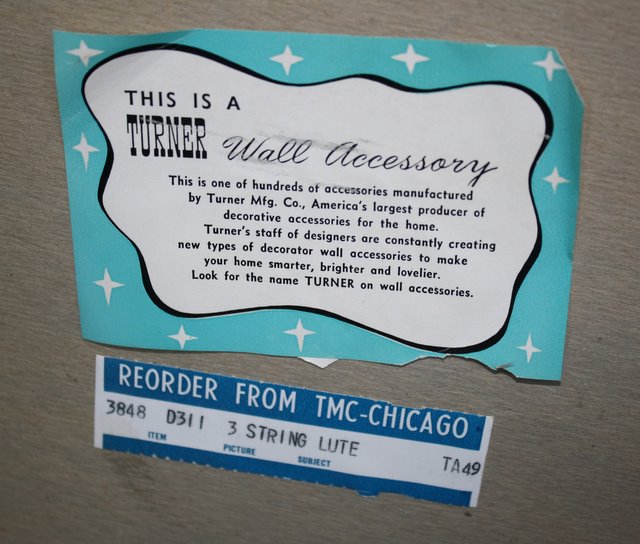 THIS IS A
TURNER Wall Accessory
This is one of hundreds of accessories manufactured
by Turner Mfg. Co., America's largest producer of
decorative accessories for the home.
Turner's staff of designers are constantly creating
new types of decorator wall accessories to make
your home smarter, brighter and lovelier.
Look for the name TURNER on wall accessories.
REORDER FROM TMC-CHICAGO
3848 D311 3 STRING LUTE TA49
ITEM PICTURE SUBJECT